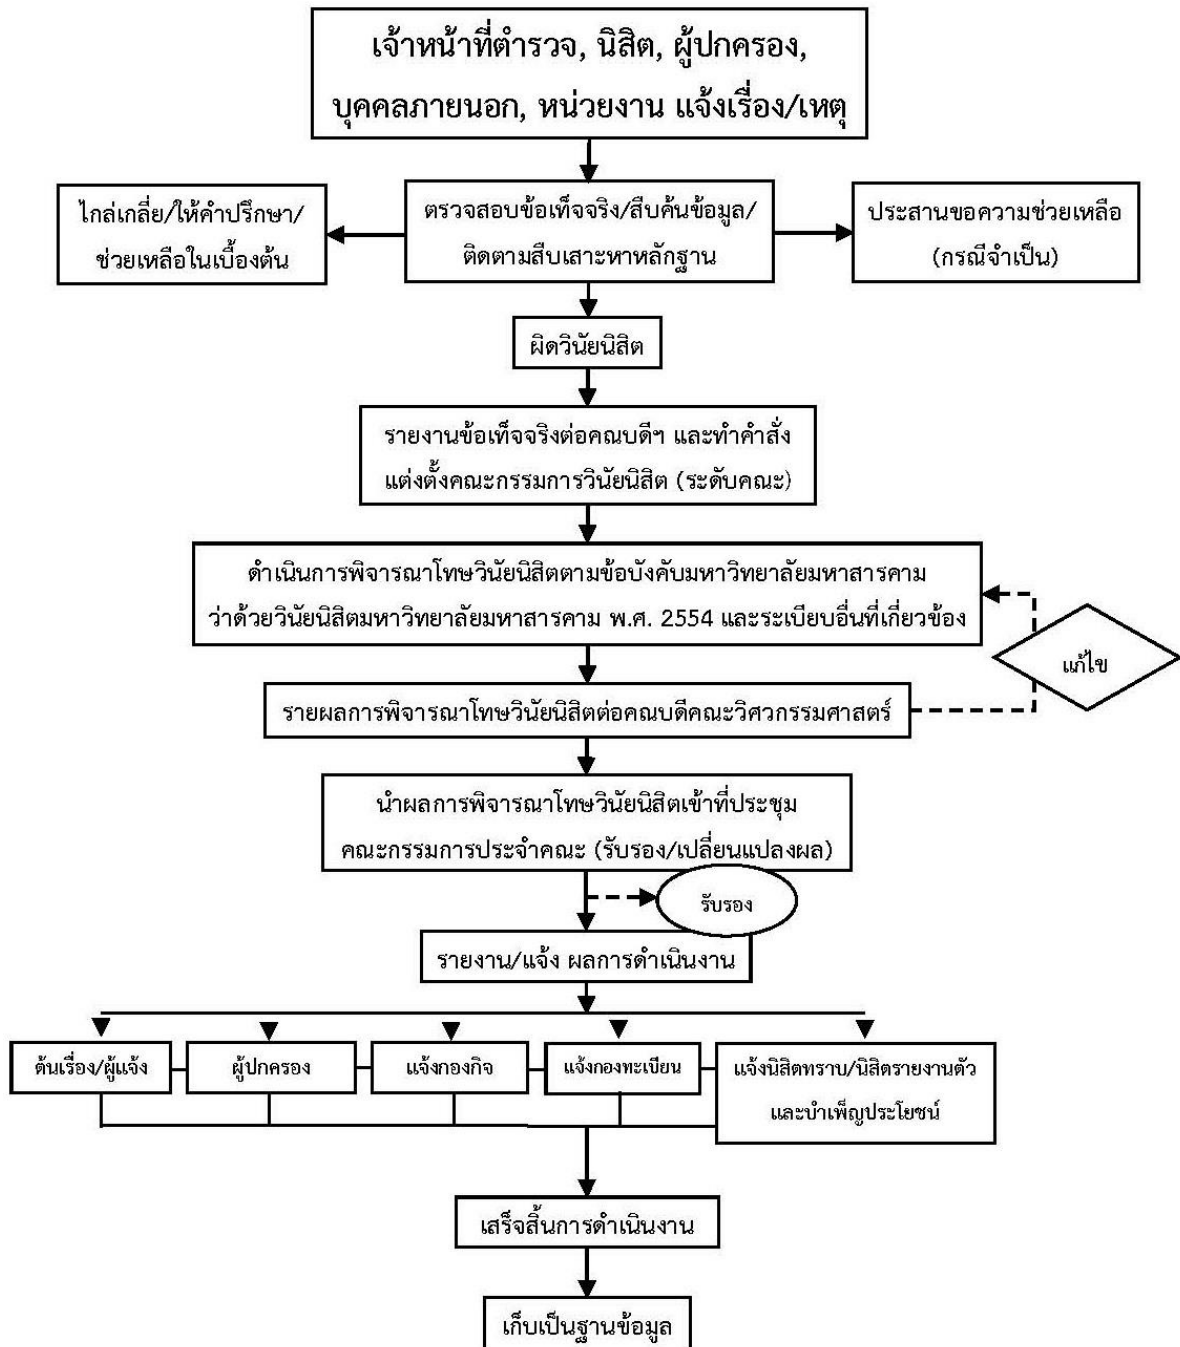 เจ้าหน้าที่ตำรวจ, นิสิต, ผู้ปกครอง,
บุคคลภายนอก, หน่วยงาน แจ้งเรื่อง/เหตุ
ไกล่เกลี่ย/ให้คำปรึกษา/
ช่วยเหลือในเบื้องต้น
ตรวจสอบข้อเท็จจริง/สืบค้นข้อมูล/
ติดตามสืบเสาะหาหลักฐาน
ประสานขอความช่วยเหลือ
(กรณีจำเป็น)
ผิดวินัยนิสิต
รายงานข้อเท็จจริงต่อคณบดีฯ และทำคำสั่ง
แต่งตั้งคณะกรรมการวินัยนิสิต (ระดับคณะ)
ดำเนินการพิจารณาโทษวินัยนิสิตตามข้อบังคับมหาวิทยาลัยมหาสารคาม
ว่าด้วยวินัยนิสิตมหาวิทยาลัยมหาสารคาม พ.ศ. 2554 และระเบียบอื่นที่เกี่ยวข้อง
แก้ไข
รายผลการพิจารณาโทษวินัยนิสิตต่อคณบดีคณะวิศวกรรมศาสตร์
นำผลการพิจารณาโทษวินัยนิสิตเข้าที่ประชุม
คณะกรรมการประจำคณะ (รับรอง/เปลี่ยนแปลงผล)
รับรอง
รายงาน/แจ้ง ผลการดำเนินงาน
ต้นเรื่อง/ผู้แจ้ง
ผู้ปกครอง
แจ้งกองกิจ
แจ้งกองทะเบียน
แจ้งนิสิตทราบ/นิสิตรายงานตัว
และบำเพ็ญประโยชน์
เสร็จสิ้นการดำเนินงาน
เก็บเป็นฐานข้อมูล